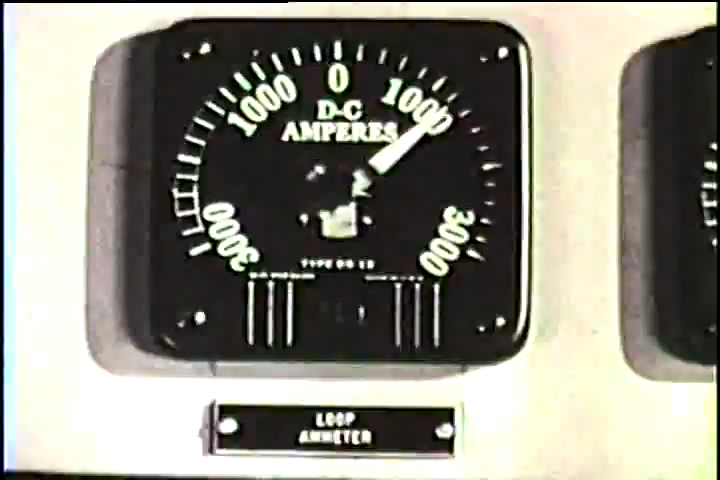 0
1000 1000
D-C
AMPERES
3000 3000
LOOP
AMMETER